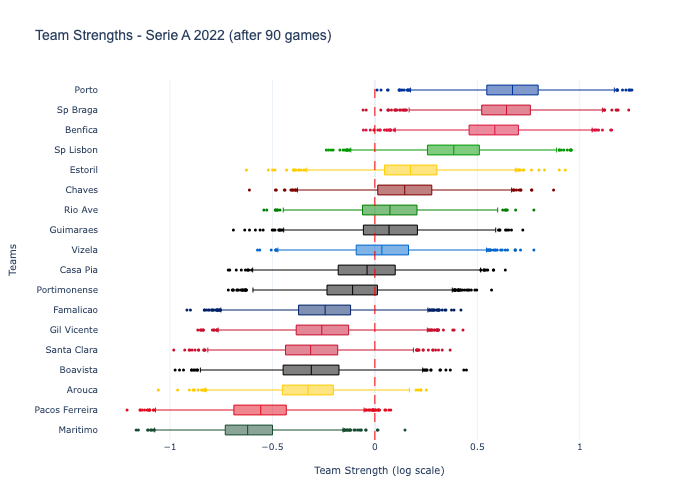 Team Strengths - Serie A 2022 (after 90 games)
Porto
Sp Braga
Benfica
Sp Lisbon
Estoril
Chaves
Rio Ave
Guimaraes
Vizela
Casa Pia
Portimonense
Famalicao
Gil Vicente
Santa Clara
Boavista
Arouca
Pacos Ferreira
Maritimo
Teams
−1
−0.5
0
0.5
1
Team Strength (log scale)